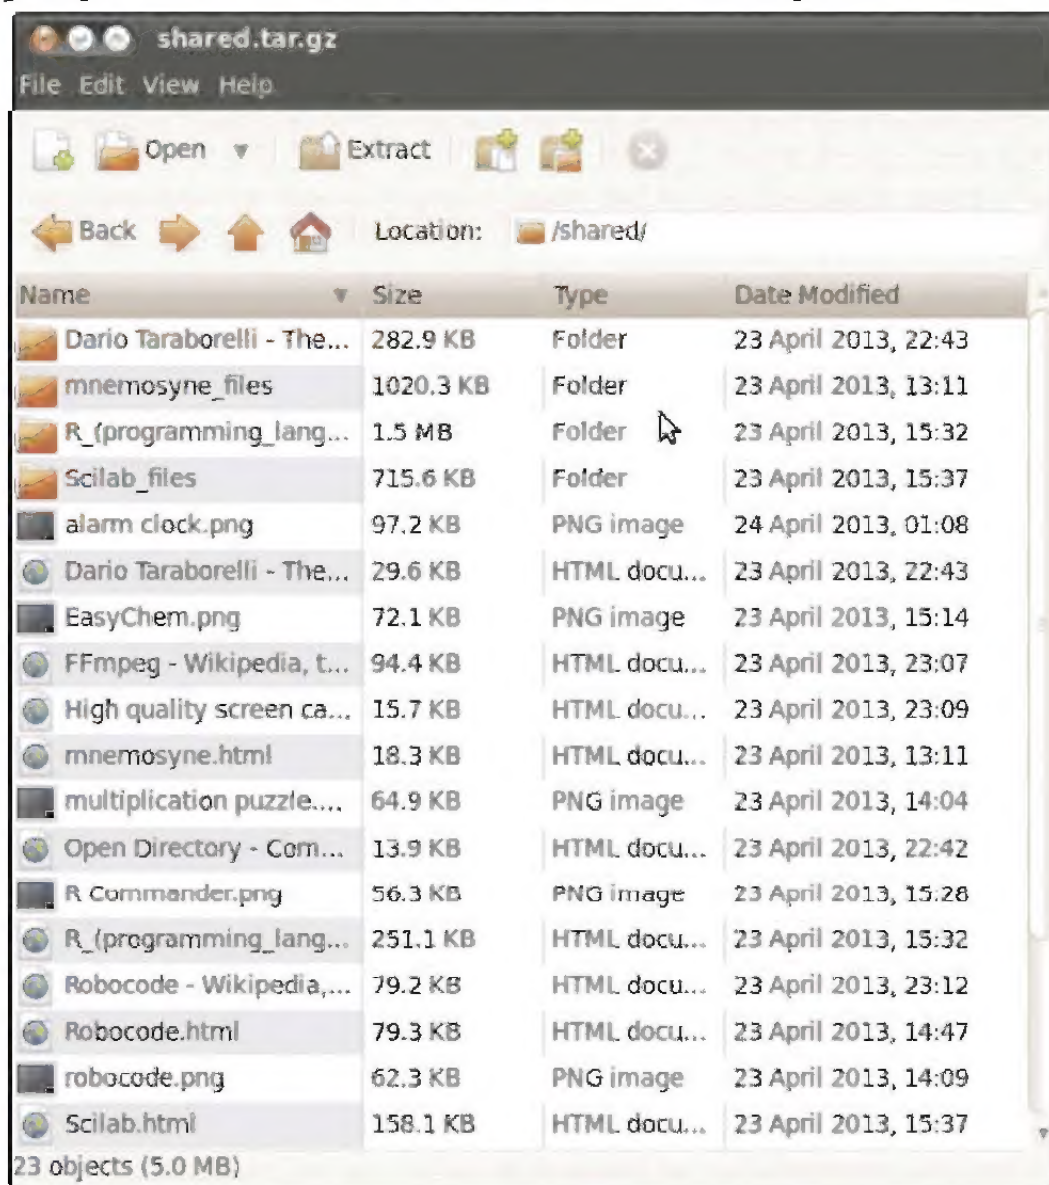 shared.tar.gz
File Edit View Help
Open Extract
Back Location: /shared/
Name Size Type Date Modified
Dario Taraborelli - The... 282.9 KB Folder 23 April 2013, 22:43
mnemosyne_files 1020.3 KB Folder 23 April 2013, 13:11
R_(programming_lang... 1.5 MB Folder 23 April 2013, 15:32
Scilab_files 715.6 KB Folder 23 April 2013, 15:37
alarm clock.png 97.2 KB PNG image 24 April 2013, 01:08
Dario Taraborelli - The... 29.6 KB HTML docu... 23 April 2013, 22:43
EasyChem.png 72.1 KB PNG image 23 April 2013, 15:14
FFmpeg - Wikipedia, t... 94.4 KB HTML docu... 23 April 2013, 23:07
High quality screen ca... 15.7 KB HTML docu... 23 April 2013, 23:09
mnemosyne.html 18.3 KB HTML docu... 23 April 2013, 13:11
multiplication puzzle.... 64.9 KB PNG image 23 April 2013, 14:04
Open Directory - Com... 13.9 KB HTML docu... 23 April 2013, 22:42
R Commander.png 56.3 KB PNG image 23 April 2013, 15:28
R_(programming_lang... 251.1 KB HTML docu... 23 April 2013, 15:32
Robocode - Wikipedia,... 79.2 KB HTML docu... 23 April 2013, 23:12
Robocode.html 79.3 KB HTML docu... 23 April 2013, 14:47
robocode.png 62.3 KB PNG image 23 April 2013, 14:09
Scilab.html 158.1 KB HTML docu... 23 April 2013, 15:37
23 objects (5.0 MB)